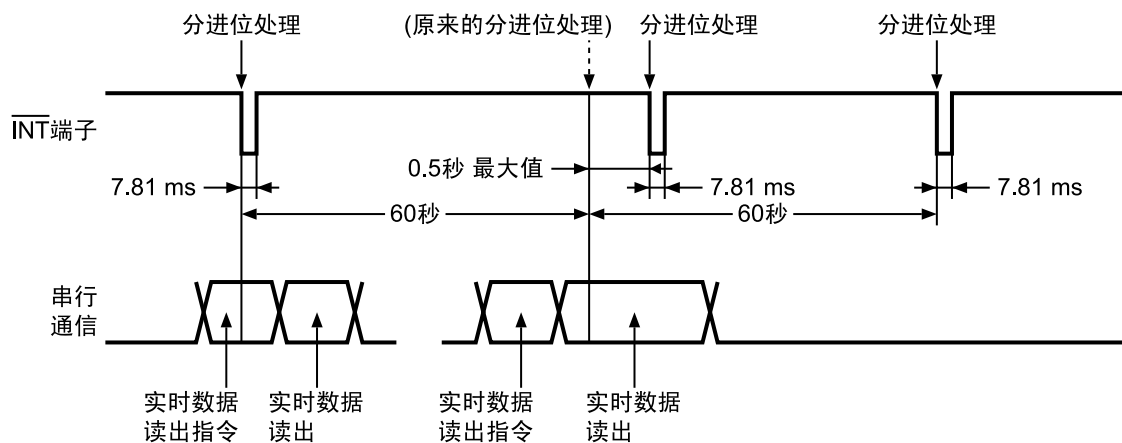 分进位处理
(原来的分进位处理)
分进位处理
分进位处理
INT端子
0.5秒 最大值
7.81 ms
7.81 ms
7.81 ms
60秒
60秒
串行
通信
实时数据
读出指令
实时数据
读出
实时数据
读出指令
实时数据
读出